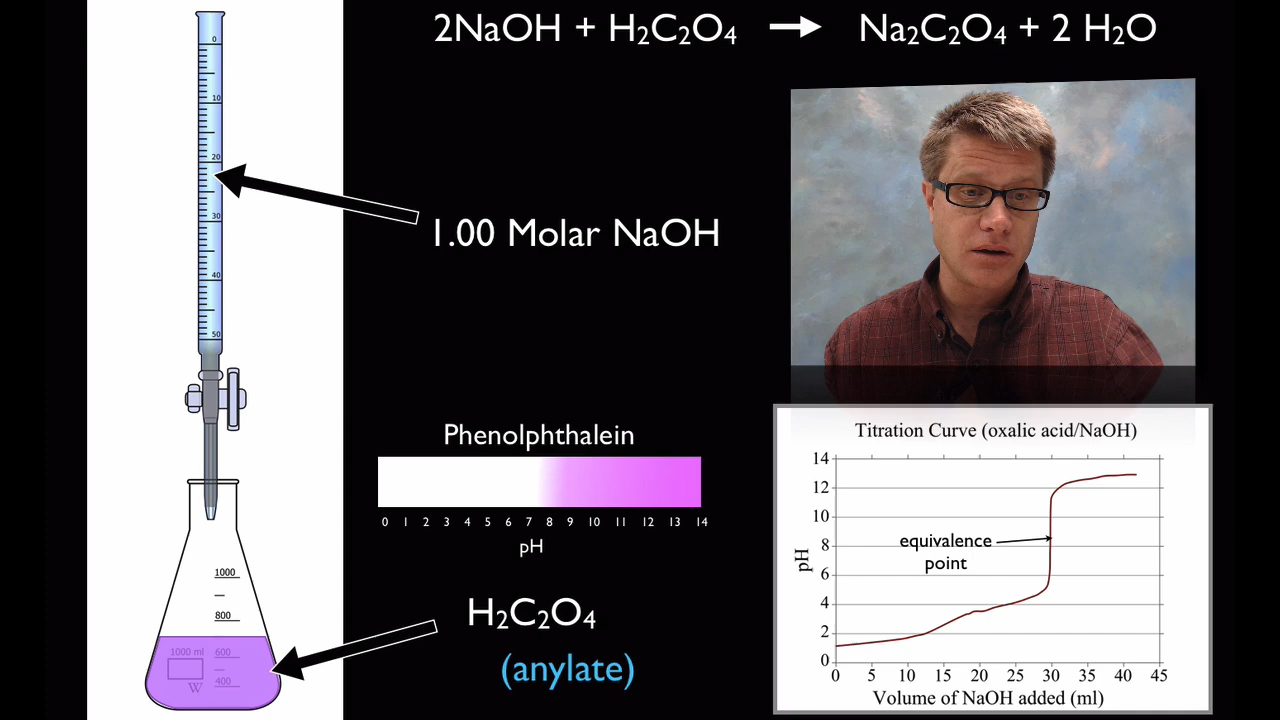 2NaOH + H₂C₂O₄ → Na₂C₂O₄ + 2 H₂O
0
10
20
30
40
50
1.00 Molar NaOH
Phenolphthalein
0 1 2 3 4 5 6 7 8 9 10 11 12 13 14
pH
1000
800
1000 ml 600
400
W
H₂C₂O₄
(anylate)
Titration Curve (oxalic acid/NaOH)
14
12
10
8
6
4
2
0
pH
equivalence
point
0 5 10 15 20 25 30 35 40 45
Volume of NaOH added (ml)